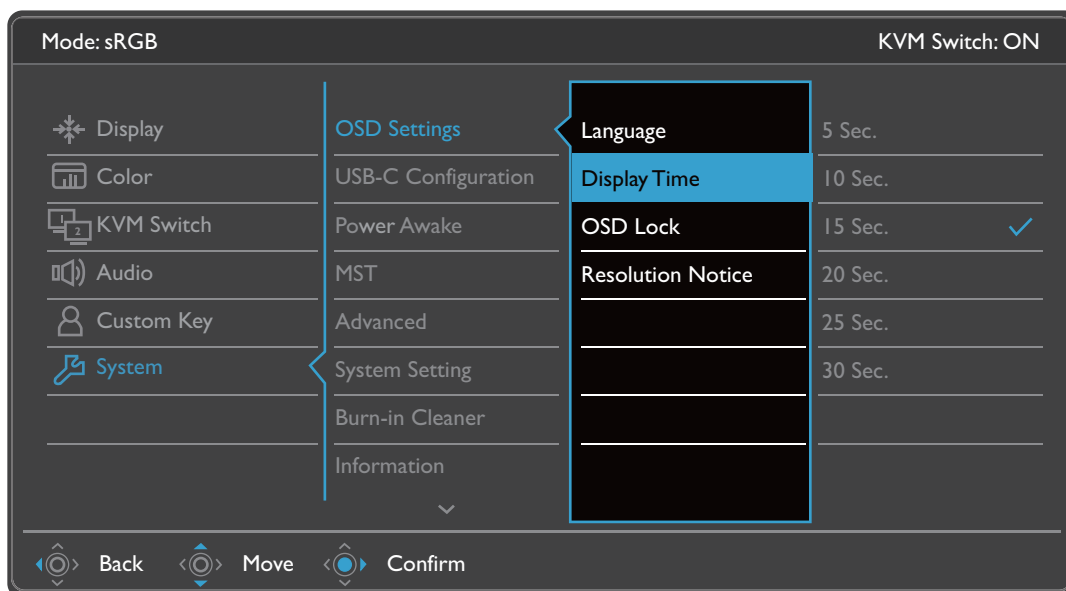 Mode: sRGB
KVM Switch: ON
Display
Color
1
2
KVM Switch
Audio
Custom Key
System
OSD Settings
USB-C Configuration
Power Awake
MST
Advanced
System Setting
Burn-in Cleaner
Information
Language
Display Time
OSD Lock
Resolution Notice
5 Sec.
10 Sec.
15 Sec.
20 Sec.
25 Sec.
30 Sec.
Back
Move
Confirm